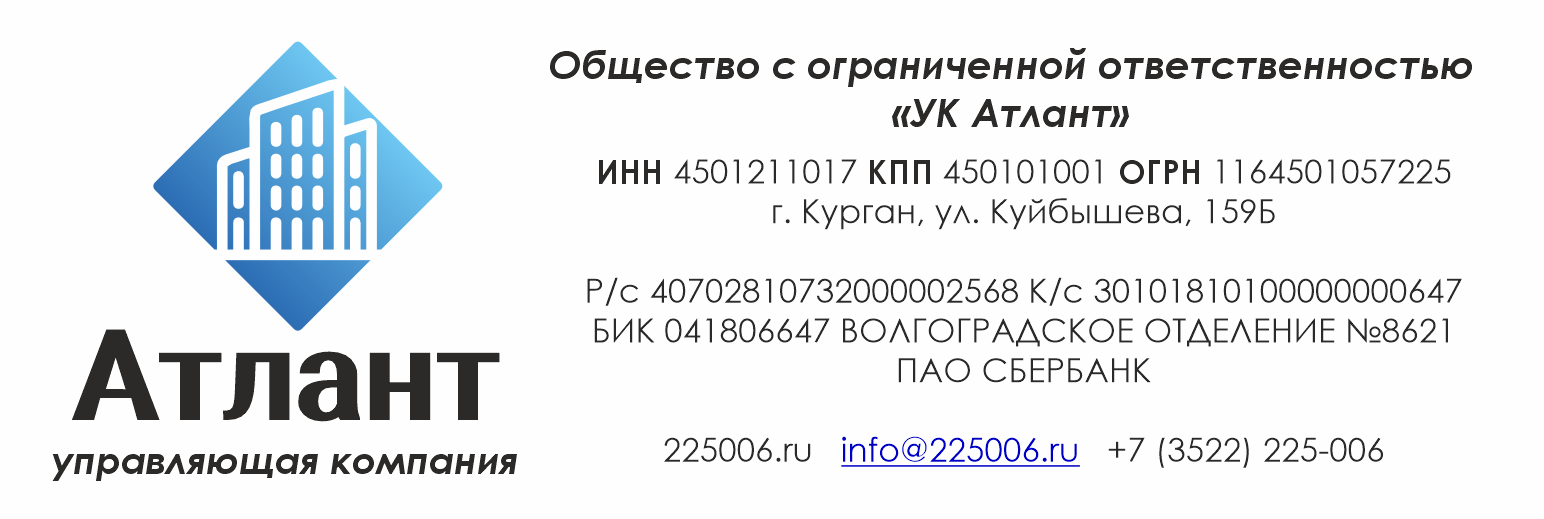 Атлант
управляющая компания
Общество с ограниченной ответственностью
«УК Атлант»
ИНН 4501211017 КПП 450101001 ОГРН 1164501057225
г. Курган, ул. Куйбышева, 159Б
Р/с 40702810732000002568 К/с 30101810100000000647
БИК 041806647 ВОЛГОГРАДСКОЕ ОТДЕЛЕНИЕ №8621
ПАО СБЕРБАНК
225006.ru info@225006.ru +7 (3522) 225-006